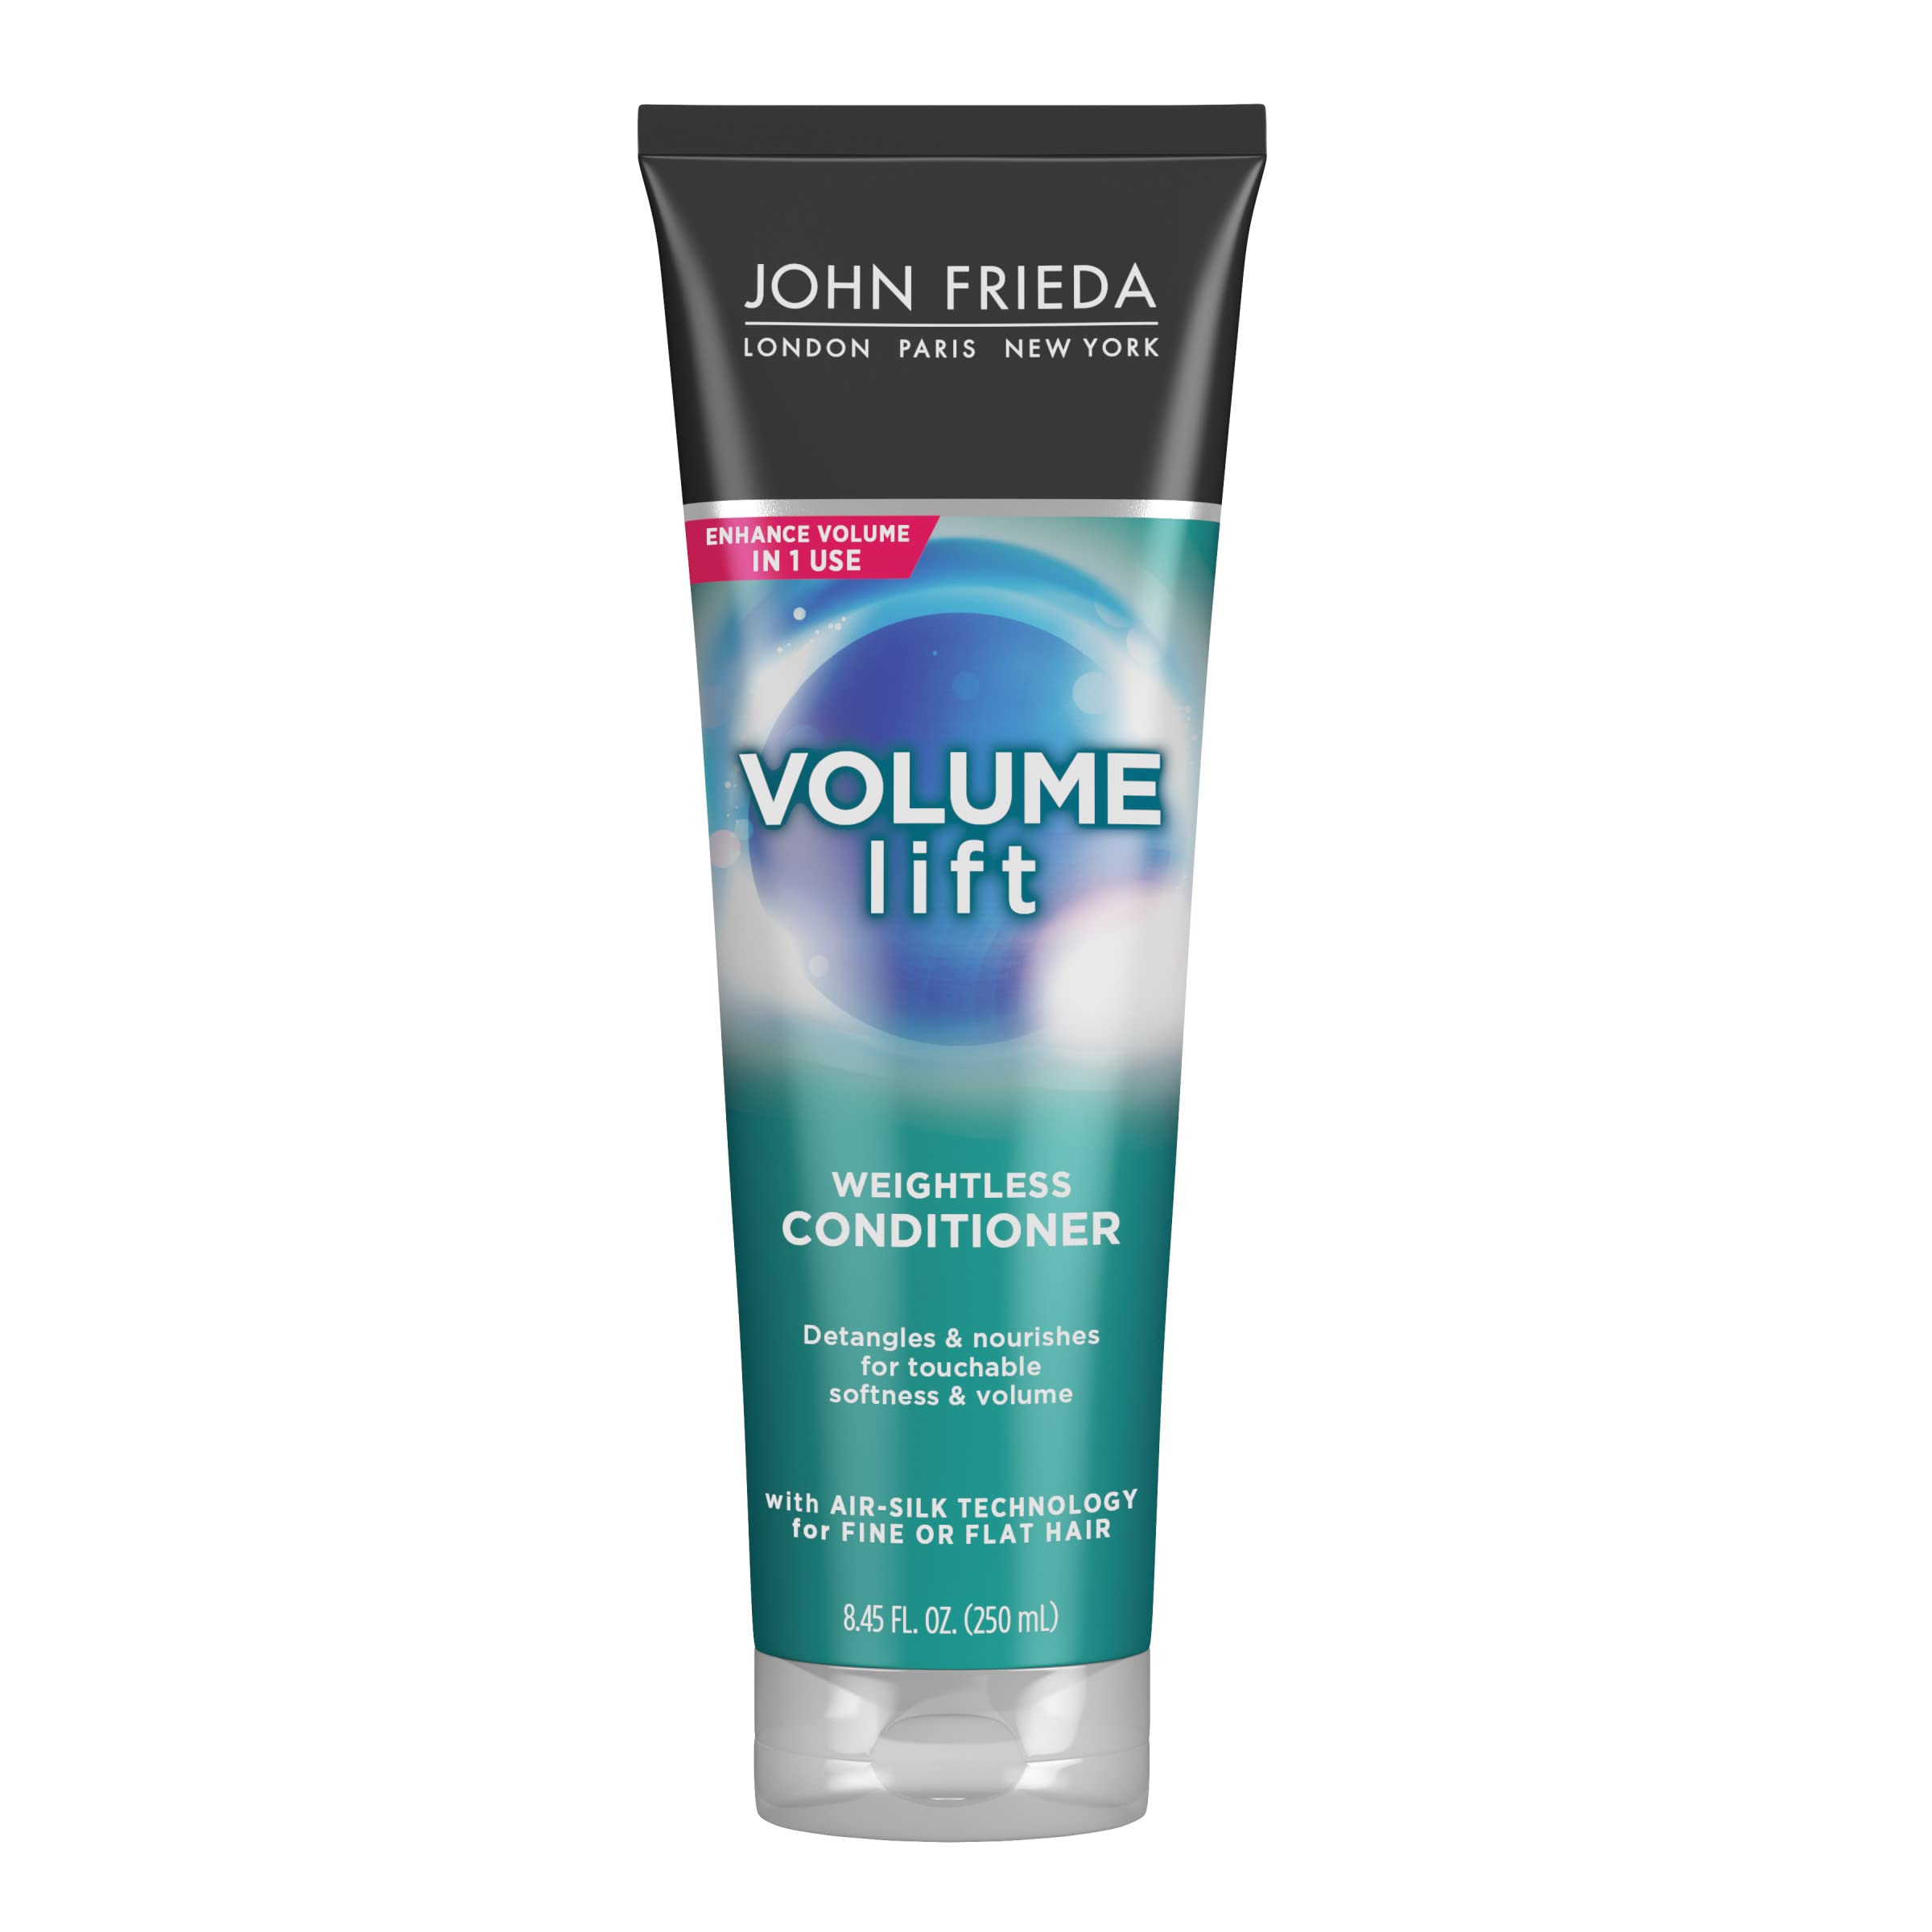 JOHN FRIEDA
LONDON PARIS NEW YORK
ENHANCE VOLUME
IN 1 USE
VOLUME
lift
WEIGHTLESS
CONDITIONER
Detangles & nourishes
for touchable
softness & volume
with AIR-SILK TECHNOLOGY
for FINE OR FLAT HAIR
8.45 FL. OZ. (250 mL)